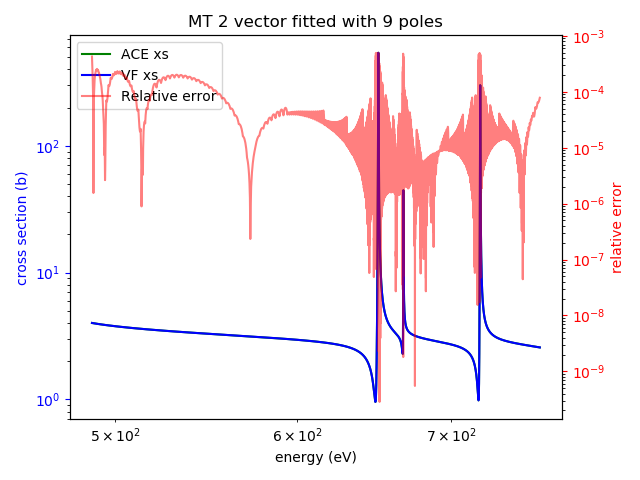 MT 2 vector fitted with 9 poles
ACE xs
VF xs
Relative error
cross section (b)
10²
10¹
10⁰
10⁻³
10⁻⁴
10⁻⁵
10⁻⁶
10⁻⁷
10⁻⁸
10⁻⁹
relative error
5 × 10² 6 × 10² 7 × 10²
energy (eV)